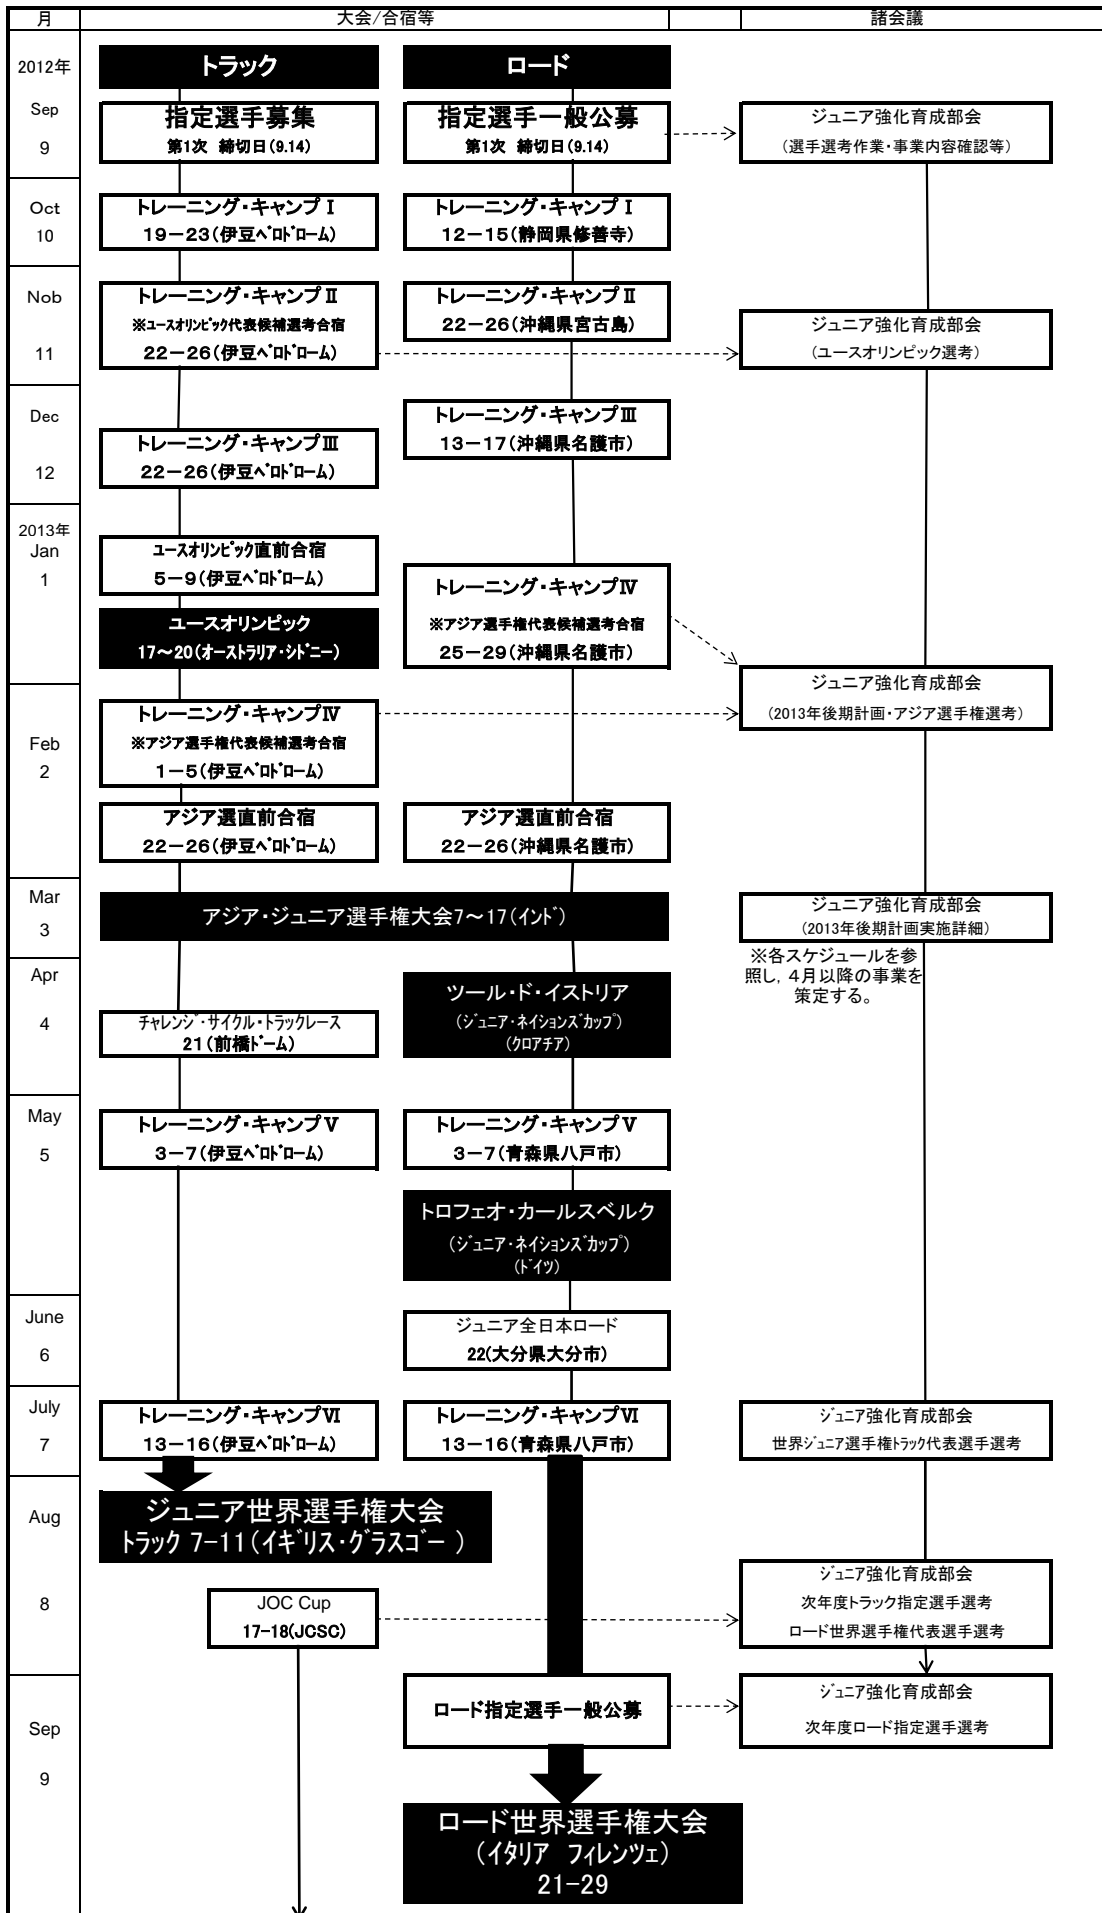 月
大会/合宿等
諸会議
2012年
トラック
ロード
Sep
9
指定選手募集
第1次 締切日(9.14)
指定選手一般公募
第1次 締切日(9.14)
ジュニア強化育成部会
(選手選考作業・事業内容確認等)
Oct
10
トレーニング・キャンプⅠ
19－23(伊豆ベロドローム)
トレーニング・キャンプⅠ
12－15(静岡県修善寺)
Nob
11
トレーニング・キャンプⅡ
※ユースオリンピック代表候補選考合宿
22－26(伊豆ベロドローム)
トレーニング・キャンプⅡ
22－26(沖縄県宮古島)
ジュニア強化育成部会
(ユースオリンピック選考)
Dec
12
トレーニング・キャンプⅢ
22－26(伊豆ベロドローム)
トレーニング・キャンプⅢ
13－17(沖縄県名護市)
2013年
Jan
1
ユースオリンピック直前合宿
5－9(伊豆ベロドローム)
ユースオリンピック
17～20(オーストラリア・シドニー)
トレーニング・キャンプⅣ
※アジア選手権代表候補選考合宿
25－29(沖縄県名護市)
ジュニア強化育成部会
(2013年後期計画・アジア選手権選考)
Feb
2
トレーニング・キャンプⅣ
※アジア選手権代表候補選考合宿
1－5(伊豆ベロドローム)
アジア選直前合宿
22－26(伊豆ベロドローム)
アジア選直前合宿
22－26(沖縄県名護市)
Mar
3
アジア・ジュニア選手権大会7～17(インド)
ジュニア強化育成部会
(2013年後期計画実施詳細)
※各スケジュールを参
照し，4月以降の事業を
策定する。
Apr
4
ツール・ド・イストリア
(ジュニア・ネイションズカップ)
(クロアチア)
チャレンジ・サイクル・トラックレース
21(前橋ドーム)
May
5
トレーニング・キャンプⅤ
3－7(伊豆ベロドローム)
トレーニング・キャンプⅤ
3－7(青森県八戸市)
トロフェオ・カールスベルク
(ジュニア・ネイションズカップ)
(ドイツ)
June
6
ジュニア全日本ロード
22(大分県大分市)
July
7
トレーニング・キャンプⅥ
13－16(伊豆ベロドローム)
トレーニング・キャンプⅥ
13－16(青森県八戸市)
ジュニア強化育成部会
世界ジュニア選手権トラック代表選手選考
Aug
8
ジュニア世界選手権大会
トラック 7-11(イギリス・グラスゴー )
JOC Cup
17-18(JCSC)
ジュニア強化育成部会
次年度トラック指定選手選考
ロード世界選手権代表選手選考
Sep
9
ロード指定選手一般公募
ジュニア強化育成部会
次年度ロード指定選手選考
ロード世界選手権大会
(イタリア　フィレンツェ)
21-29